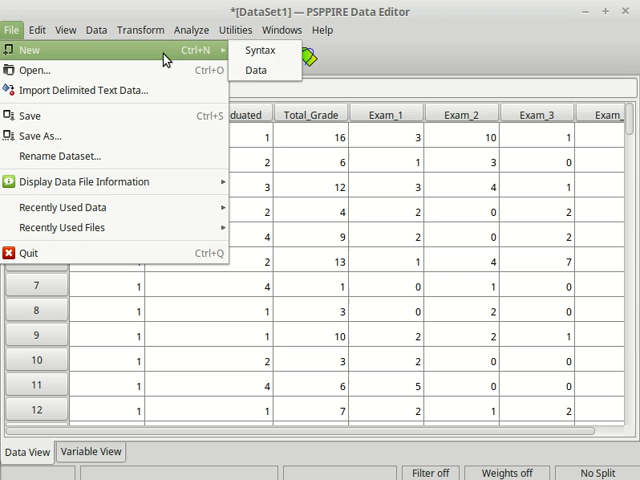 *[DataSet1] — PSPPIRE Data Editor
File Edit View Data Transform Analyze Utilities Windows Help
New Ctrl+N
Syntax
Data
Open... Ctrl+O
Import Delimited Text Data...
Save Ctrl+S
Save As...
Rename Dataset...
Display Data File Information
Recently Used Data
Recently Used Files
Quit Ctrl+Q
duated Total_Grade Exam_1 Exam_2 Exam_3 Exam_
1 16 3 10 1
2 6 1 3 0
3 12 3 4 1
2 4 2 0 2
4 9 2 0 2
2 13 1 4 7
7 1 4 1 0 1 0
8 1 1 3 0 2 0
9 1 1 10 2 2 1
10 1 2 3 2 0 0
11 1 4 6 5 0 0
12 1 1 7 2 1 2
Data View Variable View
Filter off Weights off No Split